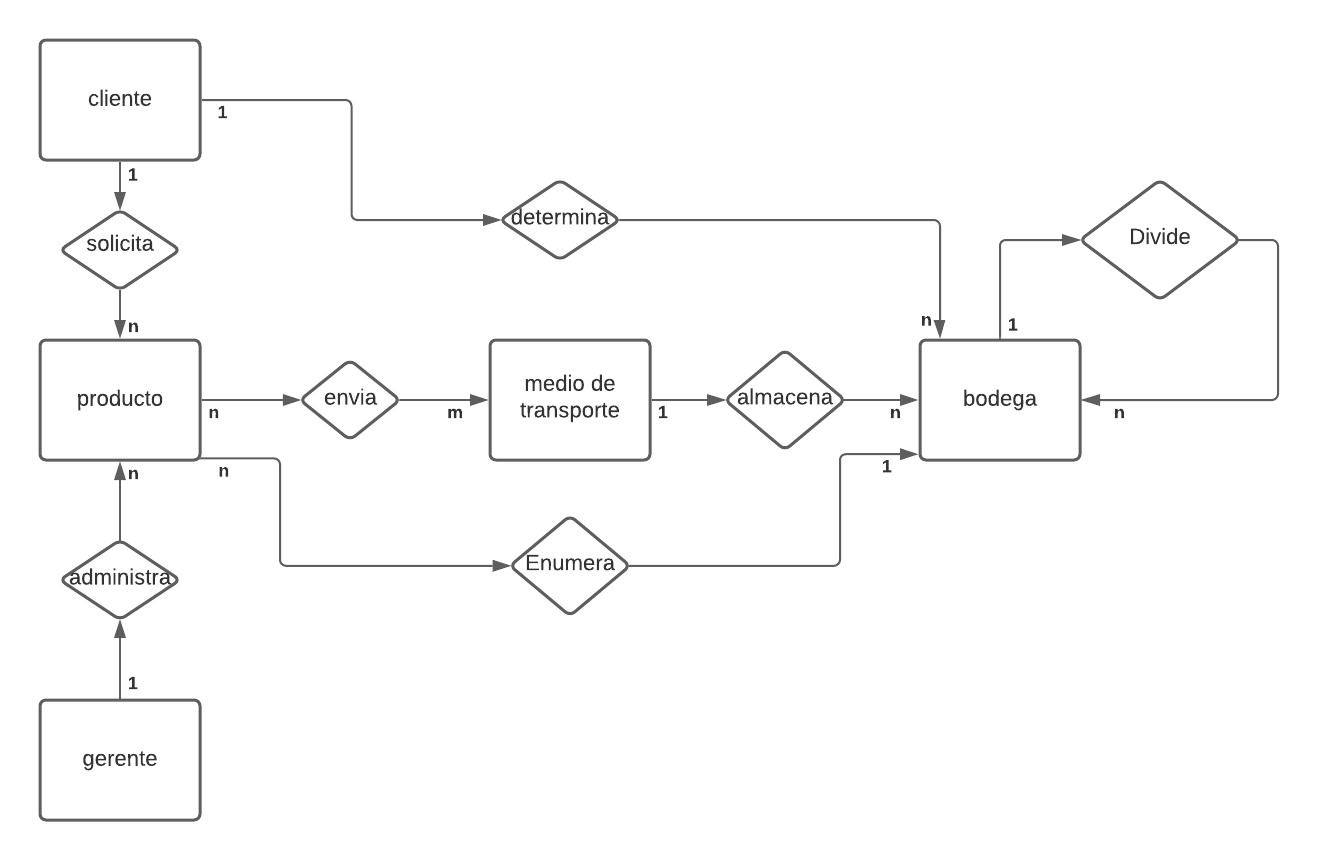 cliente
1
1
solicita
n
determina
n
Divide
1
producto
n
envia
m
medio de
transporte
1
almacena
n
bodega
n
n
n
Enumera
1
administra
1
gerente